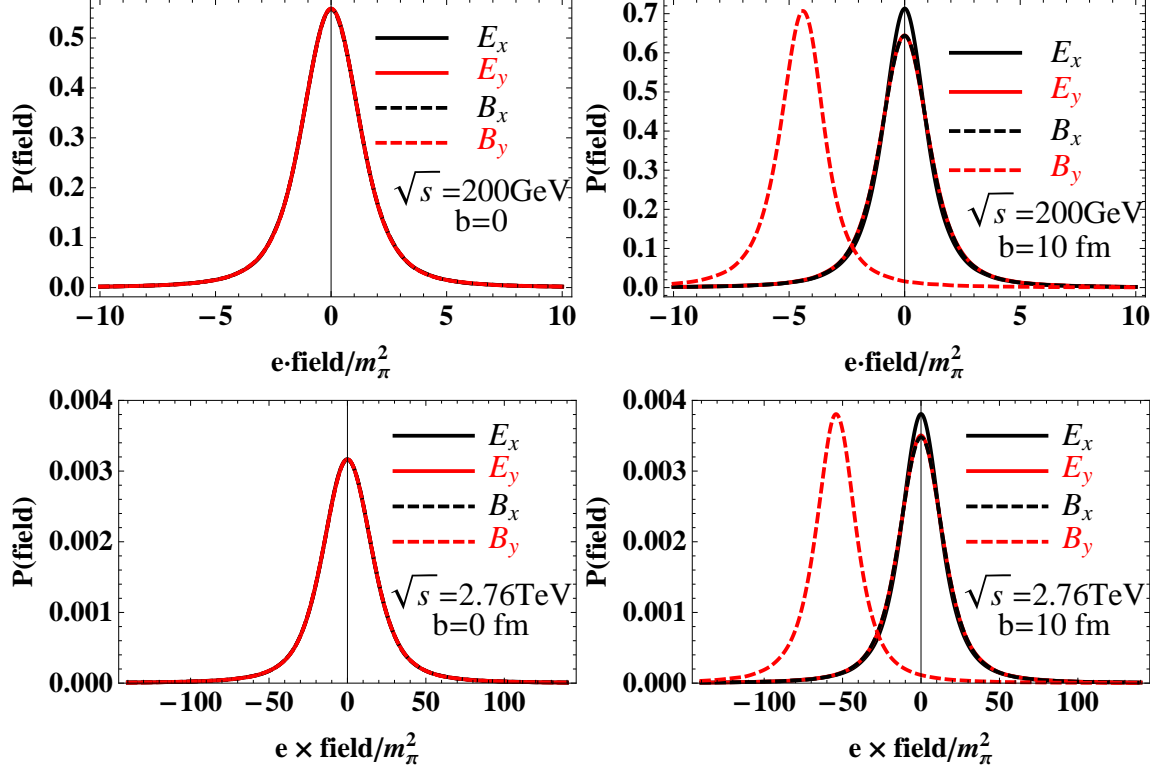 P(field)
0.5
0.4
0.3
0.2
0.1
0.0
E_x
E_y
B_x
B_y
√s =200GeV
b=0
−10 −5 0 5 10
e·field/m_π^2
P(field)
0.7
0.6
0.5
0.4
0.3
0.2
0.1
0.0
E_x
E_y
B_x
B_y
√s =200GeV
b=10 fm
−10 −5 0 5 10
e·field/m_π^2
P(field)
0.004
0.003
0.002
0.001
0.000
E_x
E_y
B_x
B_y
√s =2.76TeV
b=0 fm
−100 −50 0 50 100
e × field/m_π^2
P(field)
0.004
0.003
0.002
0.001
0.000
E_x
E_y
B_x
B_y
√s =2.76TeV
b=10 fm
−100 −50 0 50 100
e × field/m_π^2